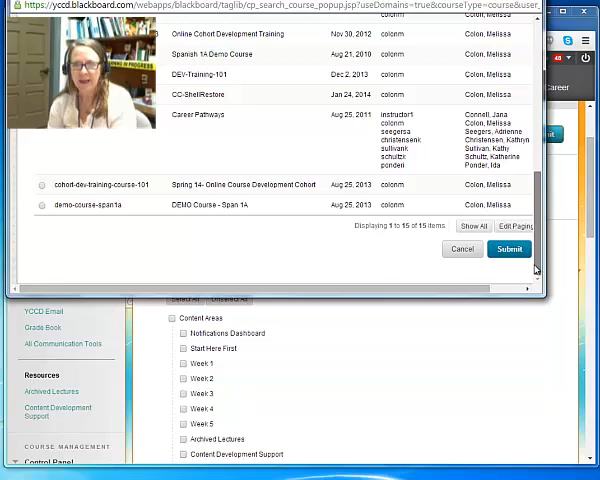 https://yccd.blackboard.com/webapps/blackboard/taglib/cp_search_course_popup.jsp?useDomains=true&courseType=course&user_
colonm Colon, Melissa
Online Cohort Development Training Nov 30, 2012 colonm Colon, Melissa
Spanish 1A Demo Course Aug 21, 2010 colonm Colon, Melissa
DEV-Training-101 Dec 2, 2013 colonm Colon, Melissa
CC-ShellRestore Jan 24, 2014 colonm Colon, Melissa
Career Pathways Aug 25, 2011 instructor1 Connell, Jana
colonm Colon, Melissa
seegersa Seegers, Adrienne
christensenk Christensen, Kathryn
sullivank Sullivan, Kathy
schultzk Schultz, Katherine
ponderi Ponder, Ida
cohort-dev-training-course-101 Spring 14- Online Course Development Cohort Aug 25, 2013 colonm Colon, Melissa
demo-course-span1a DEMO Course - Span 1A Aug 25, 2013 colonm Colon, Melissa
Displaying 1 to 15 of 15 items Show All Edit Paging
Cancel Submit
48
Career
Select All Unselect All
YCCD Email
Grade Book
All Communication Tools
Resources
Archived Lectures
Content Development
Support
COURSE MANAGEMENT
Control Panel
Content Areas
Notifications Dashboard
Start Here First
Week 1
Week 2
Week 3
Week 4
Week 5
Archived Lectures
Content Development Support